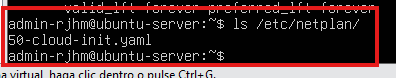 valid_lft forever preferred_lft forever
admin-rjhm@ubuntu-server:~$ ls /etc/netplan/
50-cloud-init.yaml
admin-rjhm@ubuntu-server:~$
na virtual, haga clic dentro o pulse Ctrl+G.